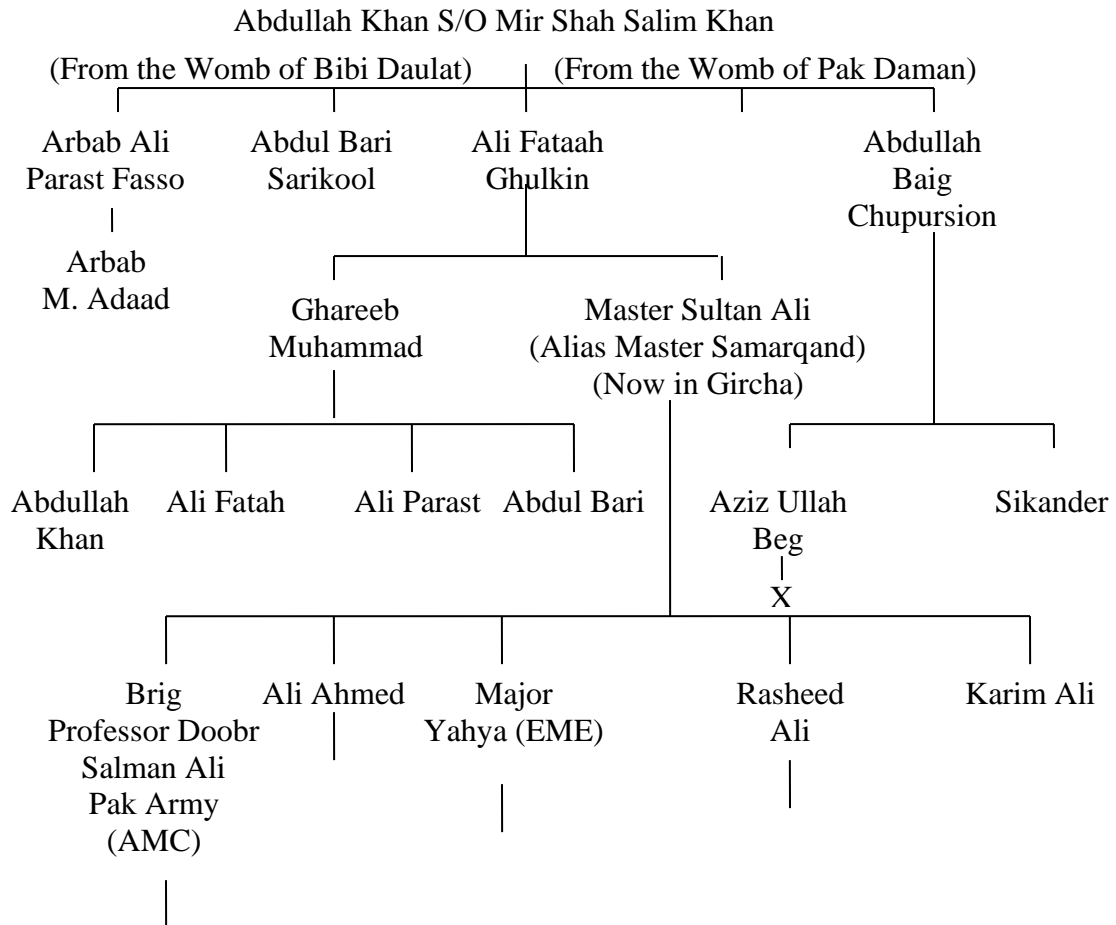 Abdullah Khan S/O Mir Shah Salim Khan
(From the Womb of Bibi Daulat)
(From the Womb of Pak Daman)
Arbab Ali
Parast Fasso
Abdul Bari
Sarikool
Ali Fataah
Ghulkin
Abdullah
Baig
Chupursion
Arbab
M. Adaad
Ghareeb
Muhammad
Master Sultan Ali
(Alias Master Samarqand)
(Now in Gircha)
Abdullah
Khan
Ali Fatah
Ali Parast
Abdul Bari
Aziz Ullah
Beg
Sikander
X
Brig
Professor Doobr
Salman Ali
Pak Army
(AMC)
Ali Ahmed
Major
Yahya (EME)
Rasheed
Ali
Karim Ali